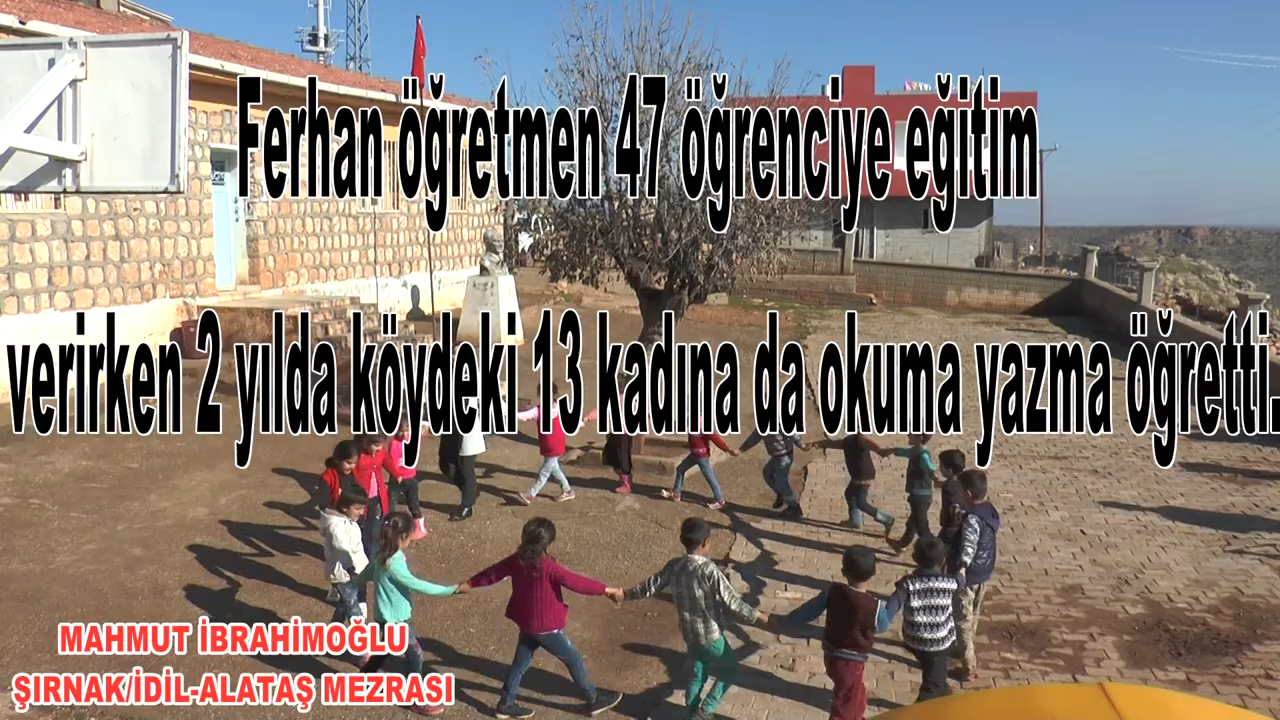 Ferhan öğretmen 47 öğrenciye eğitim
verirken 2 yılda köydeki 13 kadına da okuma yazma öğretti.
MAHMUT İBRAHİMOĞLU
ŞIRNAK/İDİL-ALATAŞ MEZRASI